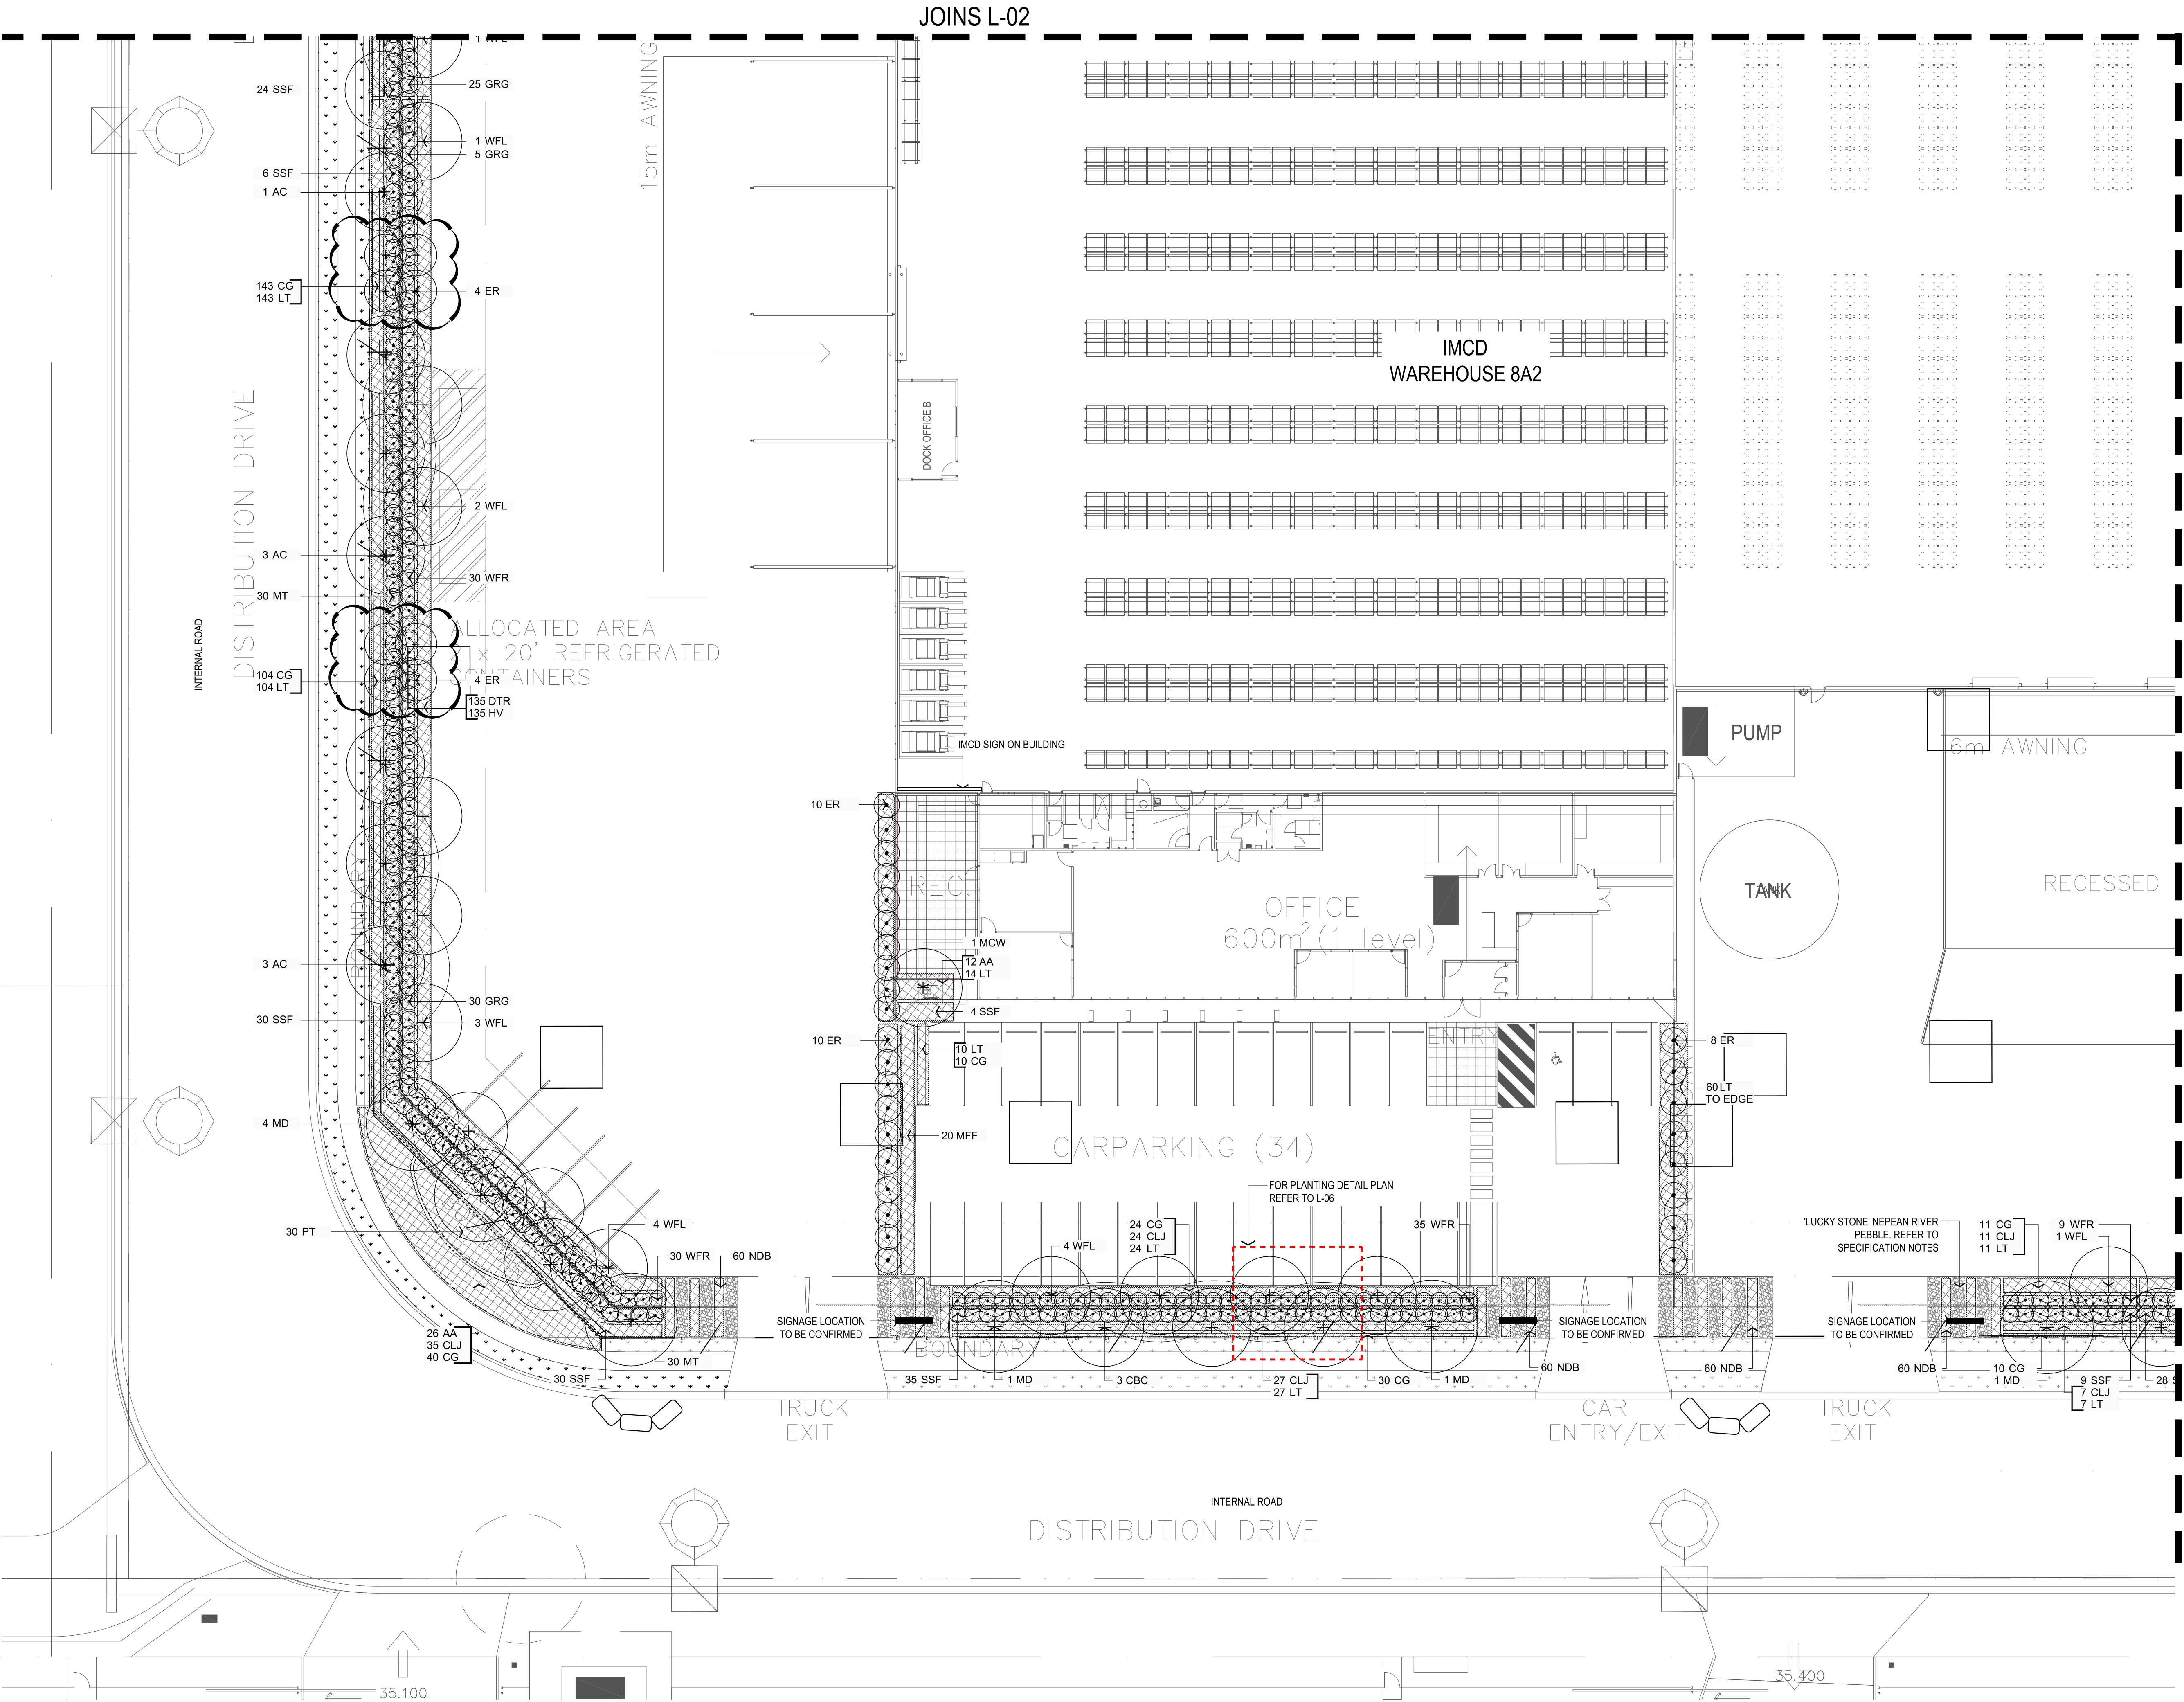 JOINS L-02
1 WFL
24 SSF
25 GRG
15m AWNING
1 WFL
5 GRG
6 SSF
1 AC
143 CG
143 LT
4 ER
IMCD
WAREHOUSE 8A2
DISTRIBUTION DRIVE
DOCK OFFICE B
2 WFL
3 AC
30 WFR
30 MT
INTERNAL ROAD
ALLOCATED AREA
x 20' REFRIGERATED
104 CG
104 LT
4 ER
135 DTR
135 HV
PUMP
IMCD SIGN ON BUILDING
6m AWNING
10 ER
REC.
TANK
RECESSED
OFFICE
600m² (1 level)
1 MCW
12 AA
14 LT
3 AC
30 GRG
4 SSF
30 SSF
3 WFL
10 ER
ENTRY
8 ER
10 LT
10 CG
60 LT
TO EDGE
4 MD
20 MFF
CARPARKING (34)
FOR PLANTING DETAIL PLAN
REFER TO L-06
30 PT
4 WFL
4 WFL
24 CG
24 CLJ
24 LT
35 WFR
'LUCKY STONE' NEPEAN RIVER
PEBBLE. REFER TO
SPECIFICATION NOTES
11 CG
11 CLJ
11 LT
9 WFR
1 WFL
30 WFR
60 NDB
SIGNAGE LOCATION
TO BE CONFIRMED
SIGNAGE LOCATION
TO BE CONFIRMED
SIGNAGE LOCATION
TO BE CONFIRMED
26 AA
35 CLJ
40 CG
BOUNDARY
30 MT
30 SSF
35 SSF
1 MD
3 CBC
27 CLJ
27 LT
30 CG
1 MD
60 NDB
60 NDB
60 NDB
10 CG
1 MD
9 SSF
7 CLJ
7 LT
28
TRUCK
EXIT
CAR
ENTRY/EXIT
TRUCK
EXIT
INTERNAL ROAD
DISTRIBUTION DRIVE
35.100
35.400